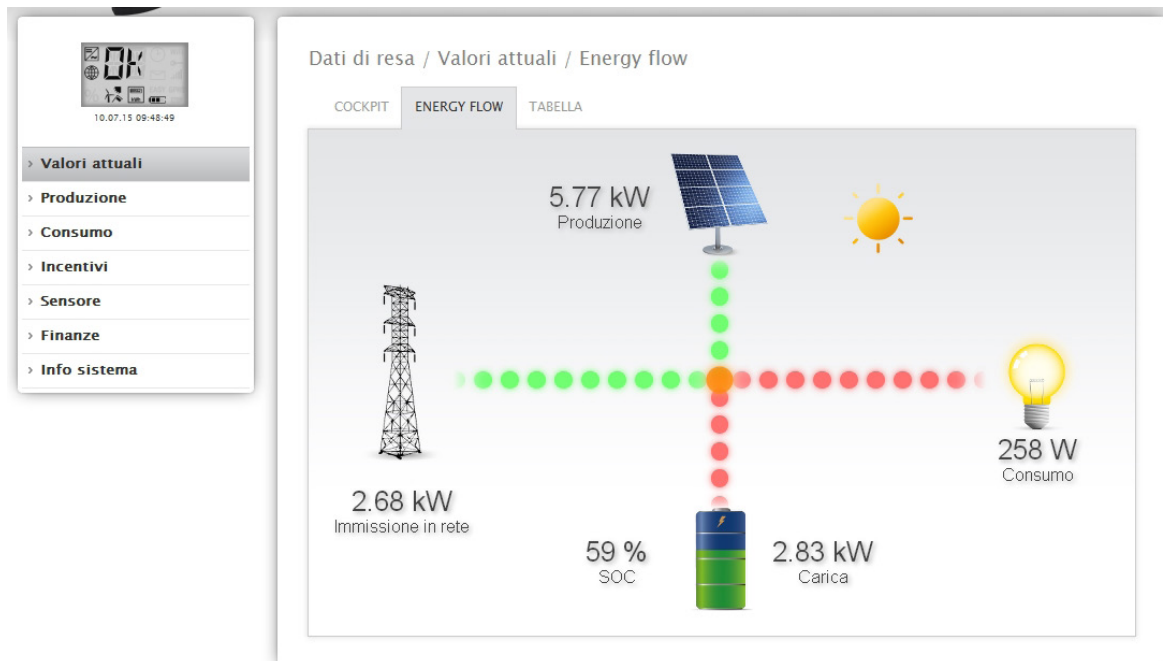 OK
10.07.15 09:48:49
› Valori attuali
› Produzione
› Consumo
› Incentivi
› Sensore
› Finanze
› Info sistema
Dati di resa / Valori attuali / Energy flow
COCKPIT ENERGY FLOW TABELLA
5.77 kW
Produzione
258 W
Consumo
2.68 kW
Immissione in rete
59 %
SOC
2.83 kW
Carica